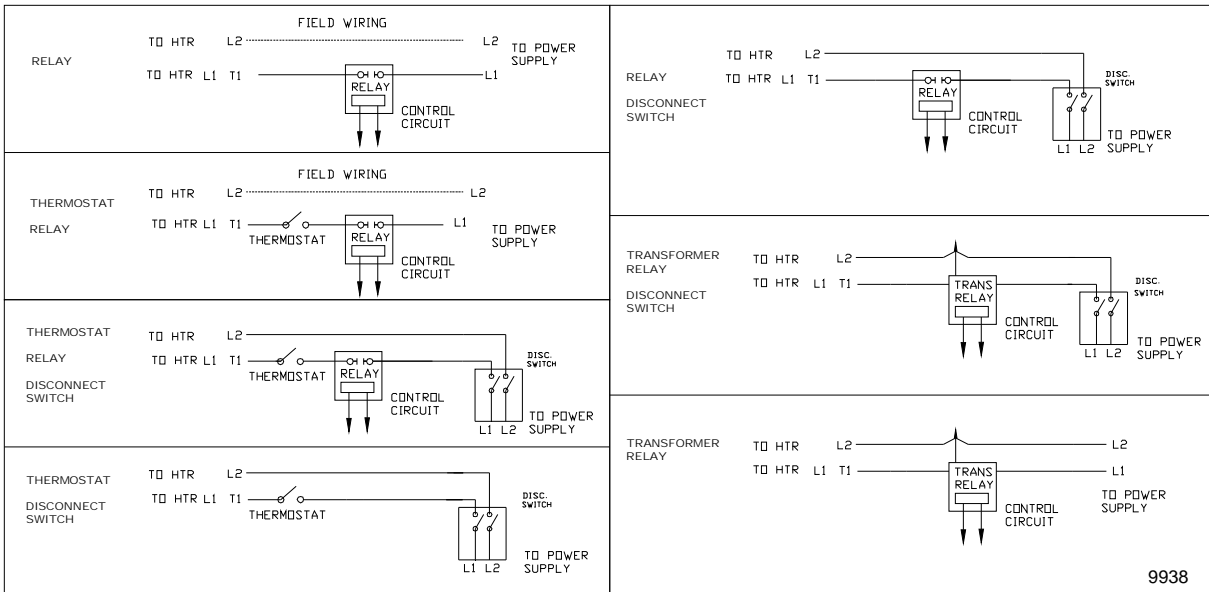 FIELD WIRING
RELAY
TO HTR L2 L2
TO POWER
SUPPLY
TO HTR L1 T1 L1
RELAY
CONTROL
CIRCUIT
FIELD WIRING
THERMOSTAT
RELAY
TO HTR L2 L2
TO HTR L1 T1 L1
THERMOSTAT
RELAY
TO POWER
SUPPLY
CONTROL
CIRCUIT
THERMOSTAT
RELAY
DISCONNECT
SWITCH
TO HTR L2
TO HTR L1 T1
THERMOSTAT
RELAY
DISC.
SWITCH
CONTROL
CIRCUIT
L1 L2
TO POWER
SUPPLY
THERMOSTAT
DISCONNECT
SWITCH
TO HTR L2
TO HTR L1 T1
THERMOSTAT
DISC.
SWITCH
L1 L2
TO POWER
SUPPLY
RELAY
DISCONNECT
SWITCH
TO HTR L2
TO HTR L1 T1
RELAY
DISC.
SWITCH
CONTROL
CIRCUIT
L1 L2
TO POWER
SUPPLY
TRANSFORMER
RELAY
DISCONNECT
SWITCH
TO HTR L2
TO HTR L1 T1
TRANS
RELAY
DISC.
SWITCH
CONTROL
CIRCUIT
L1 L2
TO POWER
SUPPLY
TRANSFORMER
RELAY
TO HTR L2 L2
TO HTR L1 T1 L1
TRANS
RELAY
TO POWER
SUPPLY
CONTROL
CIRCUIT
9938